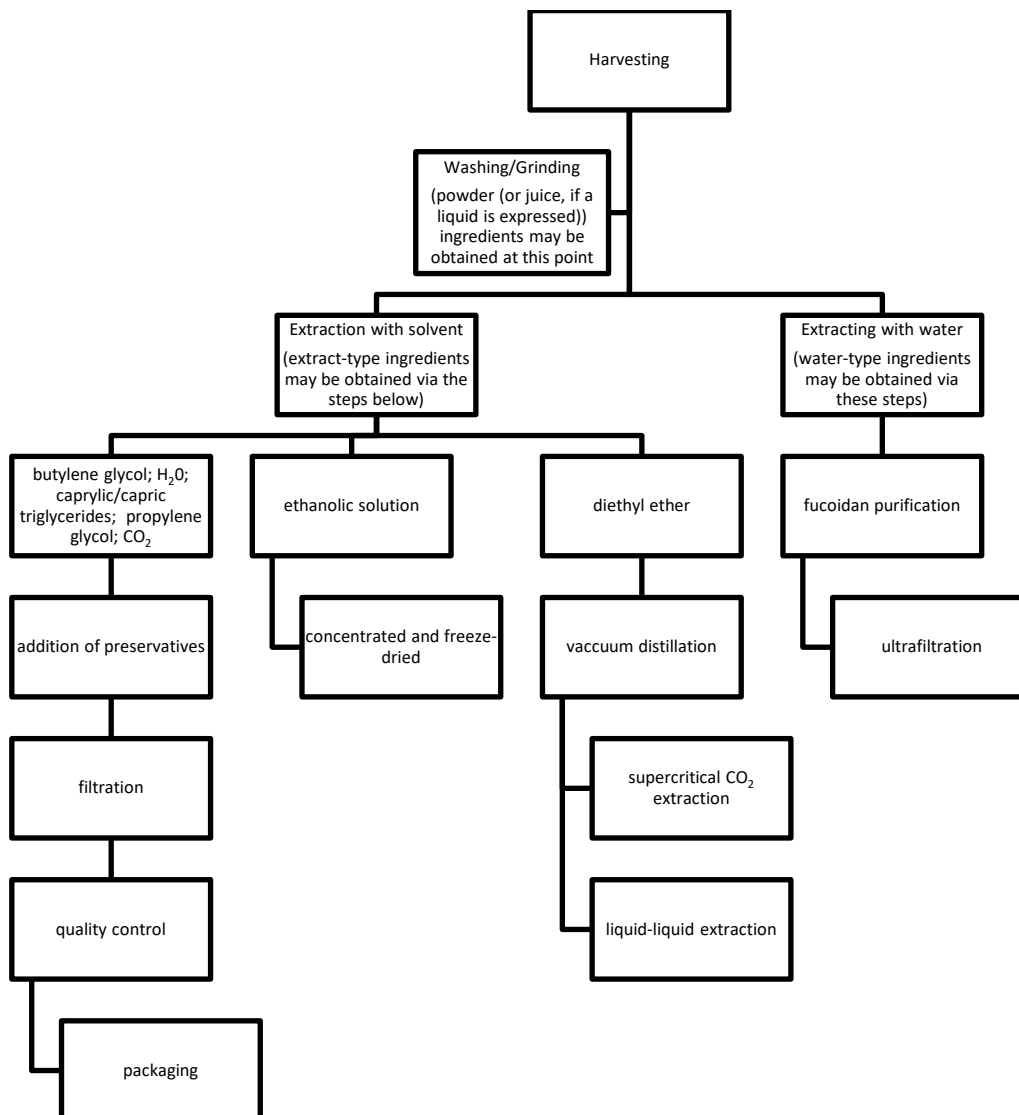 Harvesting
Washing/Grinding
(powder (or juice, if a
liquid is expressed))
ingredients may be
obtained at this point
Extraction with solvent
(extract-type ingredients
may be obtained via the
steps below)
Extracting with water
(water-type ingredients
may be obtained via
these steps)
butylene glycol; H₂0;
caprylic/capric
triglycerides; propylene
glycol; CO₂
ethanolic solution
diethyl ether
fucoidan purification
addition of preservatives
concentrated and freeze-
dried
vaccuum distillation
ultrafiltration
filtration
supercritical CO₂
extraction
quality control
liquid-liquid extraction
packaging